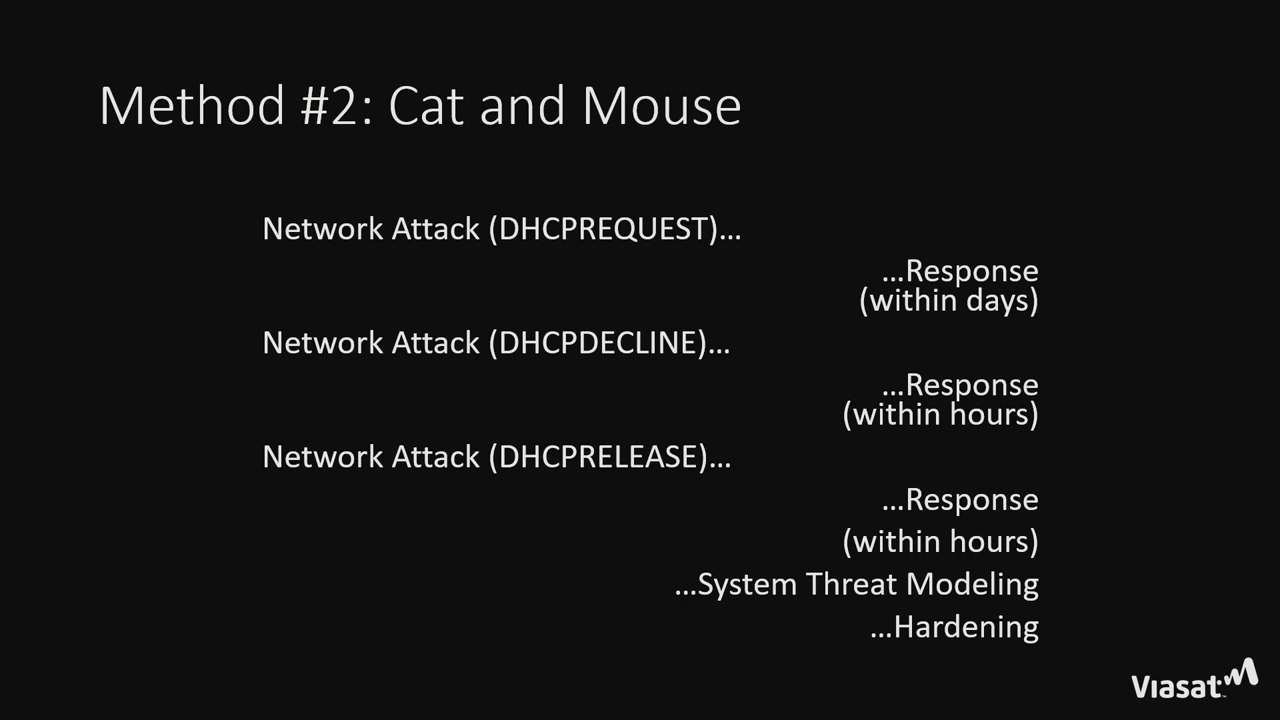 Method #2: Cat and Mouse
Network Attack (DHCPREQUEST)…
…Response
(within days)
Network Attack (DHCPDECLINE)…
…Response
(within hours)
Network Attack (DHCPRELEASE)…
…Response
(within hours)
…System Threat Modeling
…Hardening
Viasat™